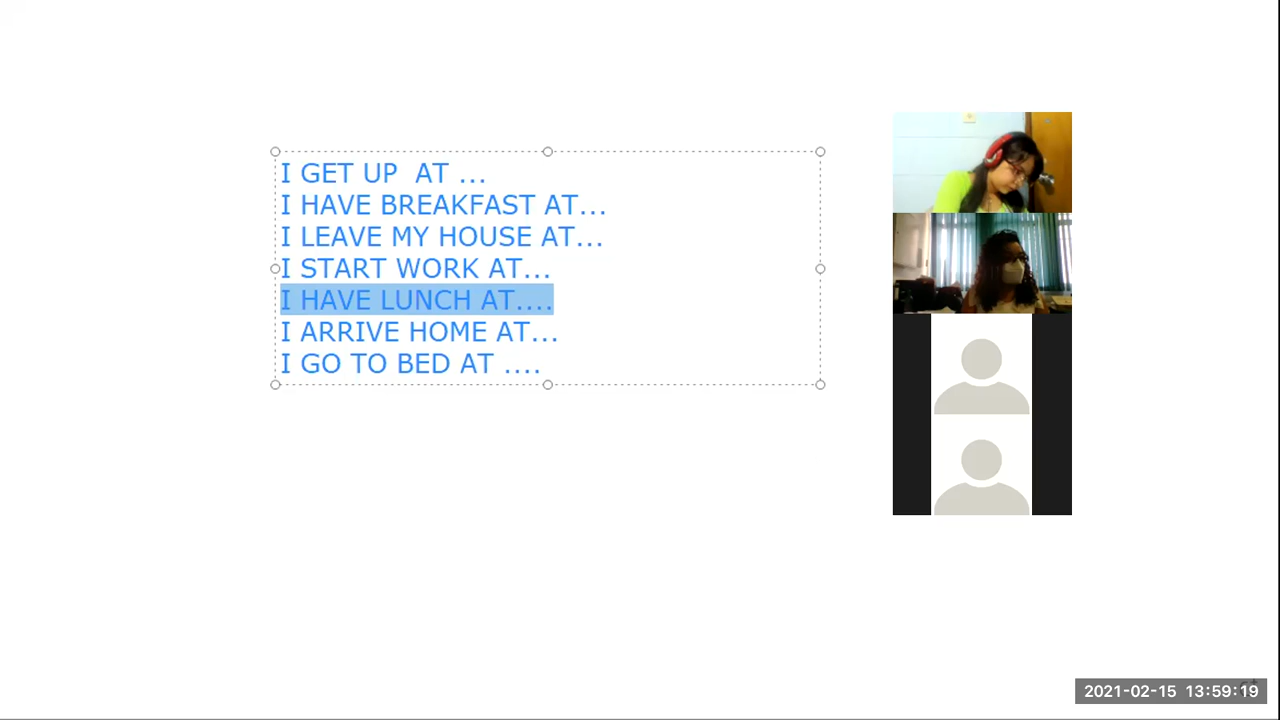 I GET UP  AT ...
I HAVE BREAKFAST AT...
I LEAVE MY HOUSE AT...
I START WORK AT...
I HAVE LUNCH AT....
I ARRIVE HOME AT...
I GO TO BED AT ....
2021-02-15 13:59:19